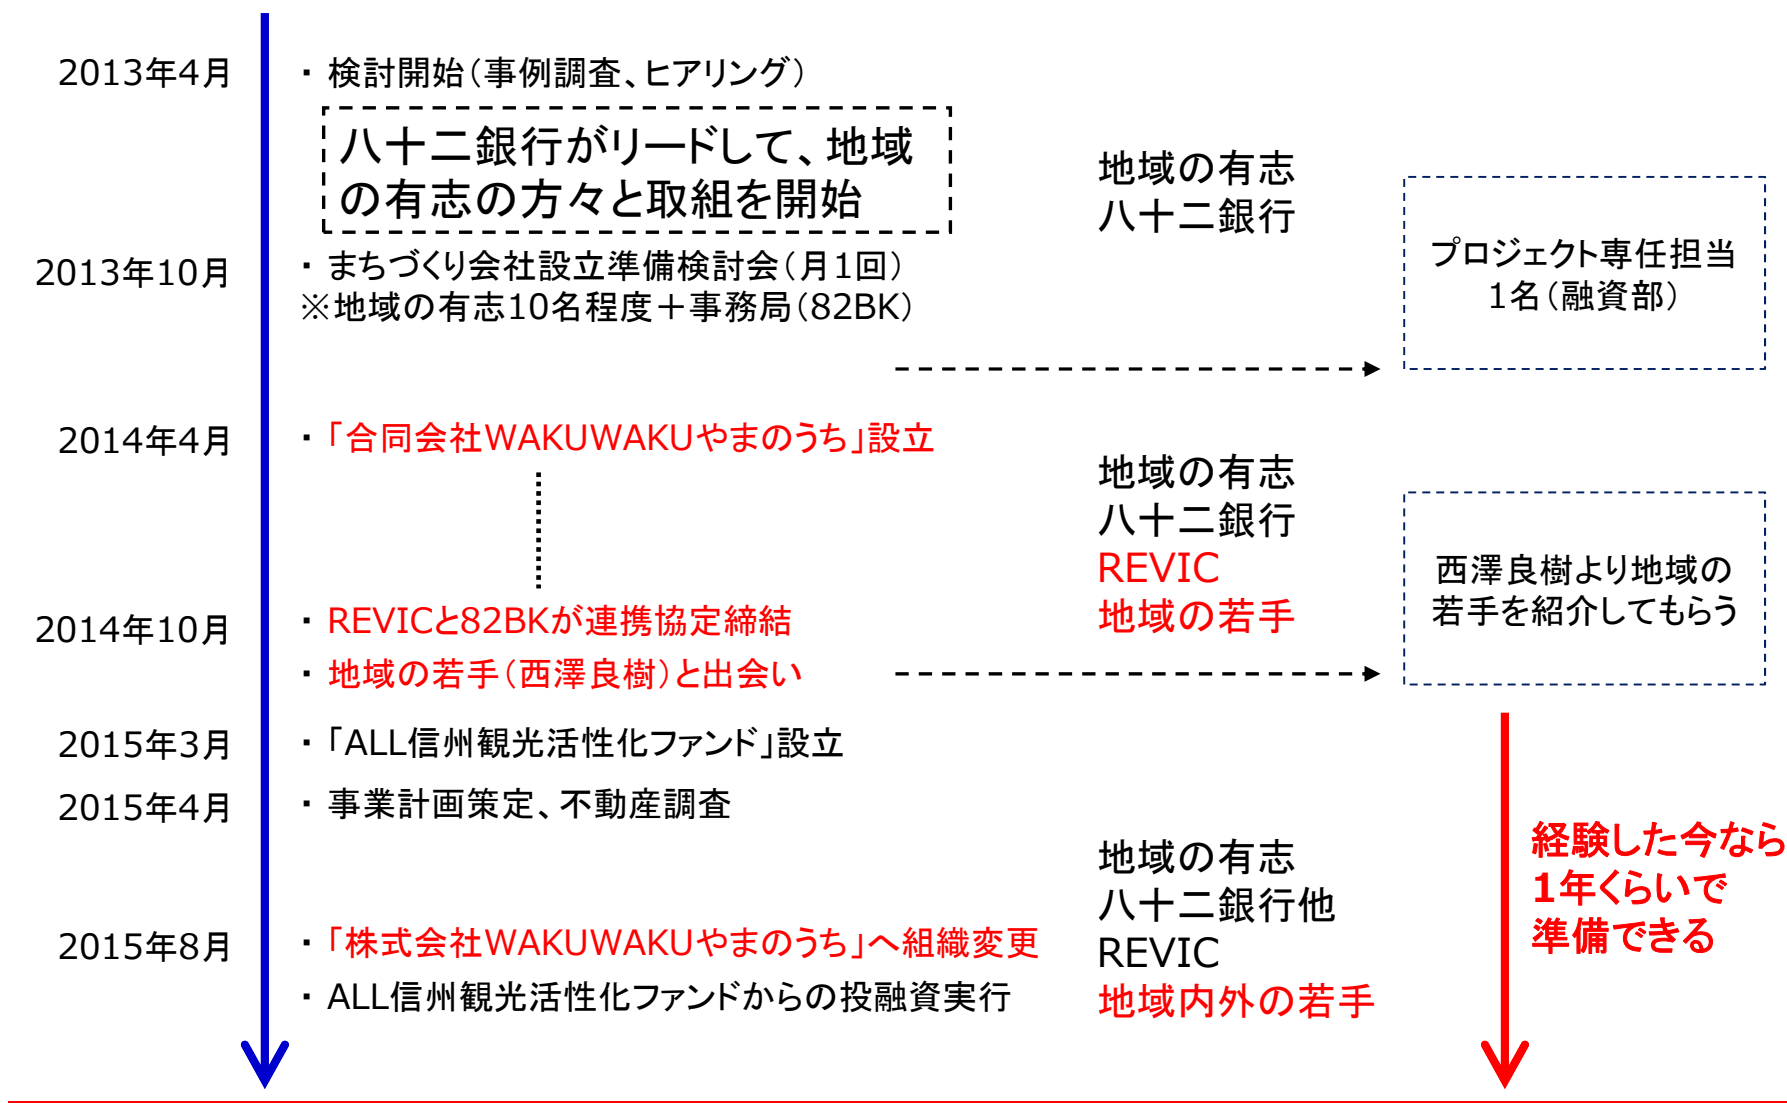 2013年4月
・ 検討開始（事例調査、ヒアリング）
八十二銀行がリードして、地域
の有志の方々と取組を開始
地域の有志
八十二銀行
プロジェクト専任担当
1名（融資部）
2013年10月
・ まちづくり会社設立準備検討会（月1回）
※地域の有志10名程度＋事務局（82BK）
2014年4月
・ 「合同会社WAKUWAKUやまのうち」設立
地域の有志
八十二銀行
REVIC
地域の若手
西澤良樹より地域の
若手を紹介してもらう
2014年10月
・ REVICと82BKが連携協定締結
・ 地域の若手（西澤良樹）と出会い
2015年3月
・ 「ALL信州観光活性化ファンド」設立
2015年4月
・ 事業計画策定、不動産調査
地域の有志
八十二銀行他
REVIC
地域内外の若手
経験した今なら
1年くらいで
準備できる
2015年8月
・ 「株式会社WAKUWAKUやまのうち」へ組織変更
・ ALL信州観光活性化ファンドからの投融資実行